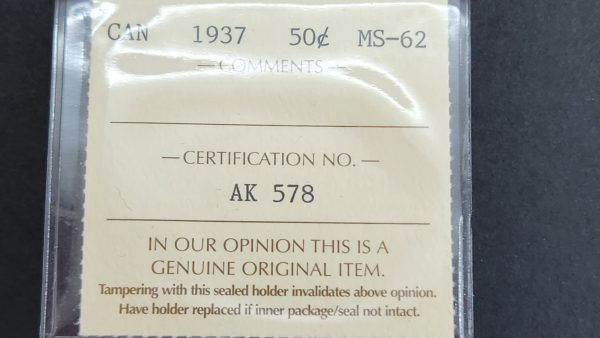 CAN 1937 50¢ MS-62
— COMMENTS —
— CERTIFICATION NO. —
AK 578
IN OUR OPINION THIS IS A
GENUINE ORIGINAL ITEM.
Tampering with this sealed holder invalidates above opinion.
Have holder replaced if inner package/seal not intact.